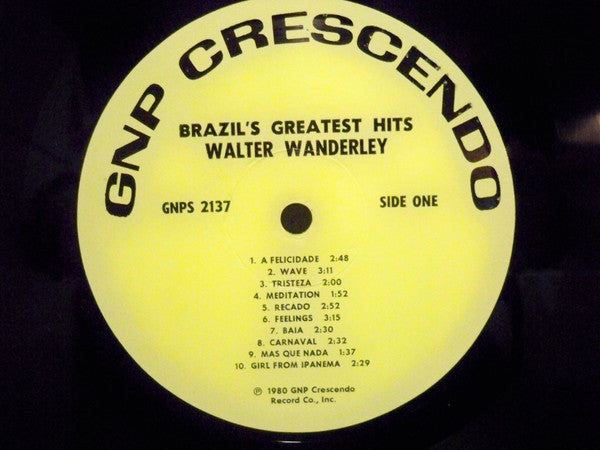 GNP CRESCENDO
BRAZIL'S GREATEST HITS
WALTER WANDERLEY
GNPS 2137
SIDE ONE
1. A FELICIDADE 2:48
2. WAVE 3:11
3. TRISTEZA 2:00
4. MEDITATION 1:52
5. RECADO 2:52
6. FEELINGS 3:15
7. BAIA 2:30
8. CARNAVAL 2:32
9. MAS QUE NADA 1:37
10. GIRL FROM IPANEMA 2:29
℗ 1980 GNP Crescendo
Record Co., Inc.